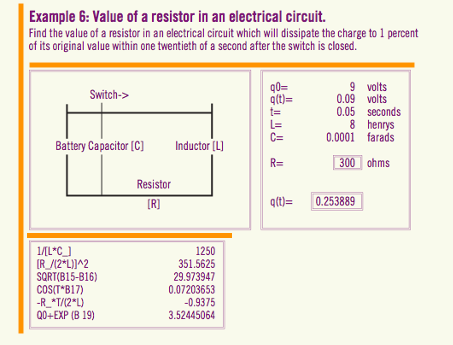 Example 6: Value of a resistor in an electrical circuit.
Find the value of a resistor in an electrical circuit which will dissipate the charge to 1 percent
of its original value within one twentieth of a second after the switch is closed.
Switch->
Battery Capacitor [C] Inductor [L]
Resistor
[R]
q0= 9 volts
q(t)= 0.09 volts
t= 0.05 seconds
L= 8 henrys
C= 0.0001 farads
R= 300 ohms
q(t)= 0.253889
1/[L*C_] 1250
[R_/(2*L)]^2 351.5625
SQRT(B15-B16) 29.973947
COS(T*B17) 0.07203653
-R_*T/(2*L) -0.9375
Q0+EXP (B 19) 3.52445064